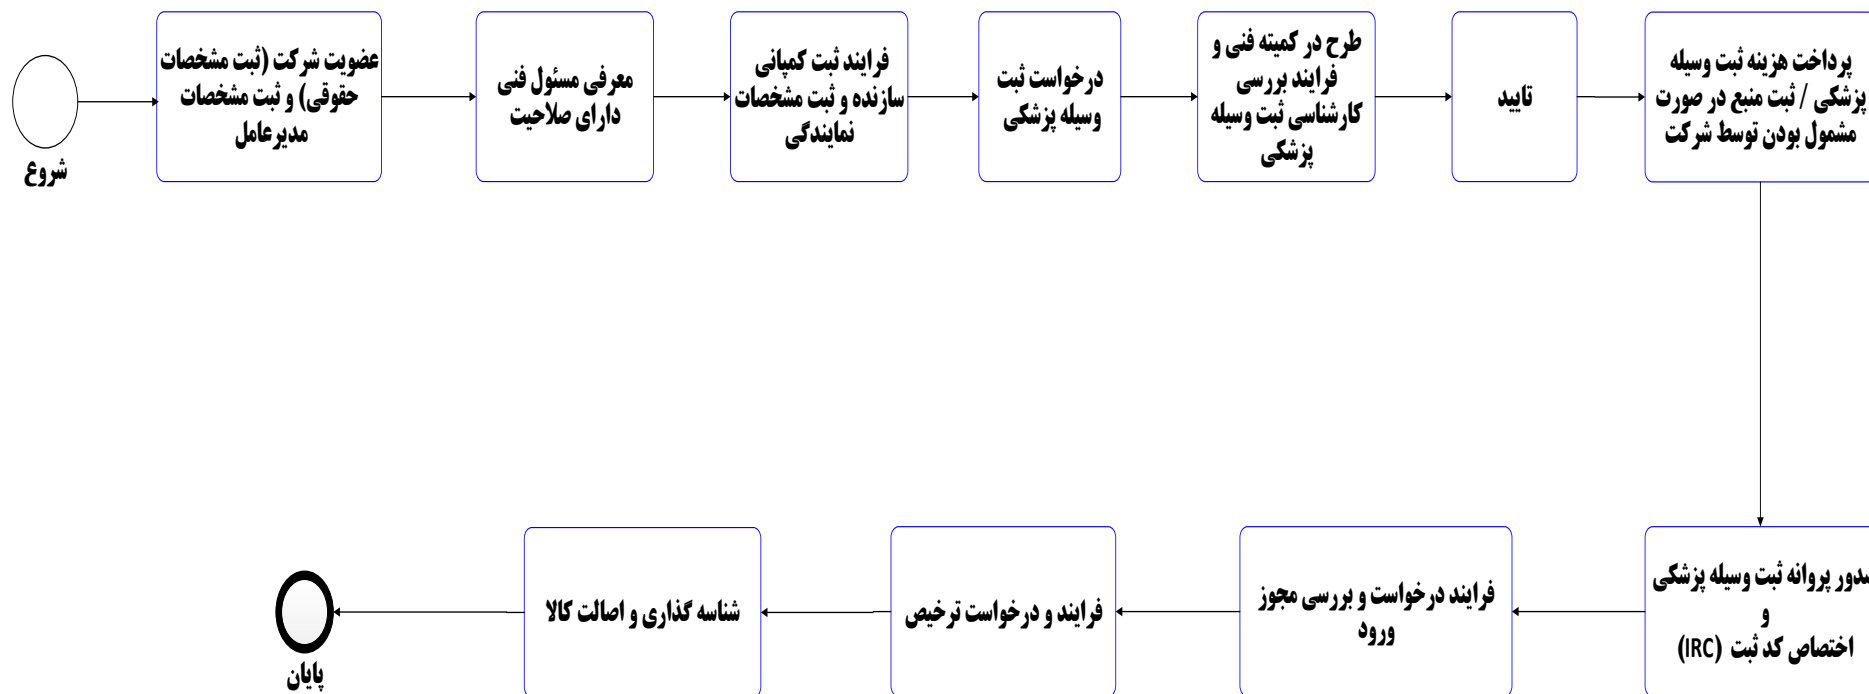 شروع
عضویت شرکت (ثبت مشخصات
حقوقی) و ثبت مشخصات
مدیرعامل
معرفی مسئول فنی
دارای صلاحیت
فرایند ثبت کمپانی
سازنده و ثبت مشخصات
نمایندگی
درخواست ثبت
وسیله پزشکی
طرح در کمیته فنی و
فرایند بررسی
کارشناسی ثبت وسیله
پزشکی
تایید
پرداخت هزینه ثبت وسیله
پزشکی / ثبت منبع در صورت
مشمول بودن توسط شرکت
صدور پروانه ثبت وسیله پزشکی
و
اختصاص کد ثبت (IRC)
فرایند درخواست و بررسی مجوز
ورود
فرایند و درخواست ترخیص
شناسه گذاری و اصالت کالا
پایان